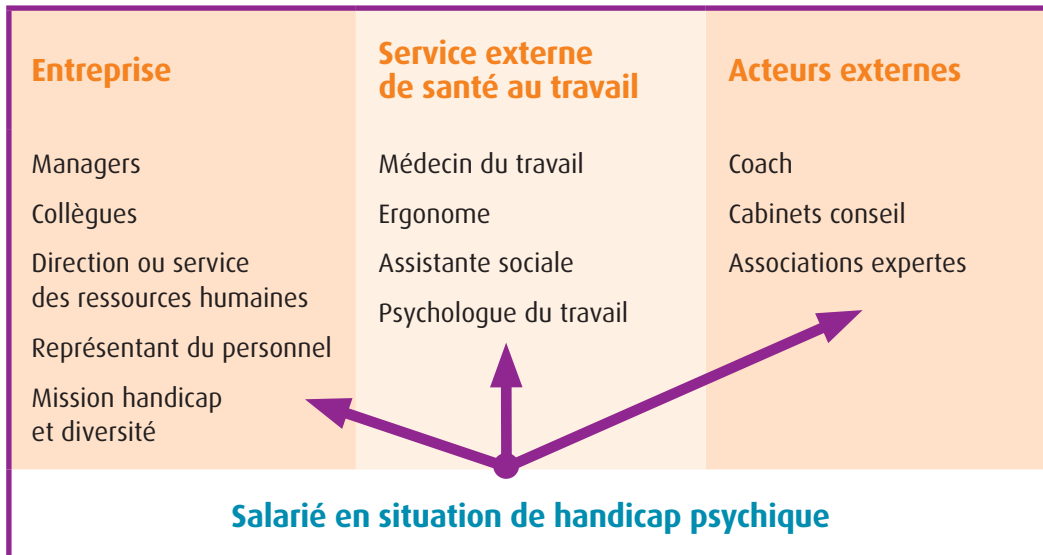 Entreprise
Managers
Collègues
Direction ou service
des ressources humaines
Représentant du personnel
Mission handicap
et diversité
Service externe
de santé au travail
Médecin du travail
Ergonome
Assistante sociale
Psychologue du travail
Acteurs externes
Coach
Cabinets conseil
Associations expertes
Salarié en situation de handicap psychique